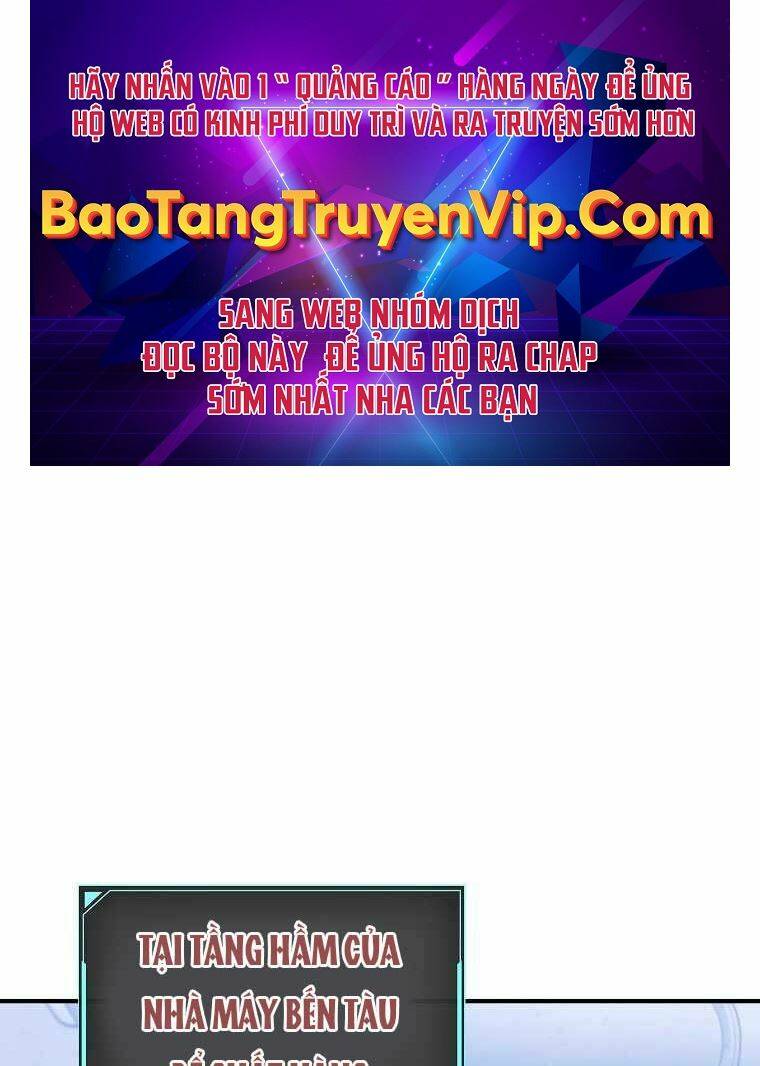 HÃY NHẤN VÀO 1 “ QUẢNG CÁO ” HÀNG NGÀY ĐỂ ỦNG
HỘ WEB CÓ KINH PHÍ DUY TRÌ VÀ RA TRUYỆN SỚM HƠN
BaoTangTruyenVip.Com
SANG WEB NHÓM DỊCH
ĐỌC BỘ NÀY ĐỂ ỦNG HỘ RA CHAP
SỚM NHẤT NHA CÁC BẠN
TẠI TẦNG HẦM CỦA
NHÀ MÁY BẾN TÀU